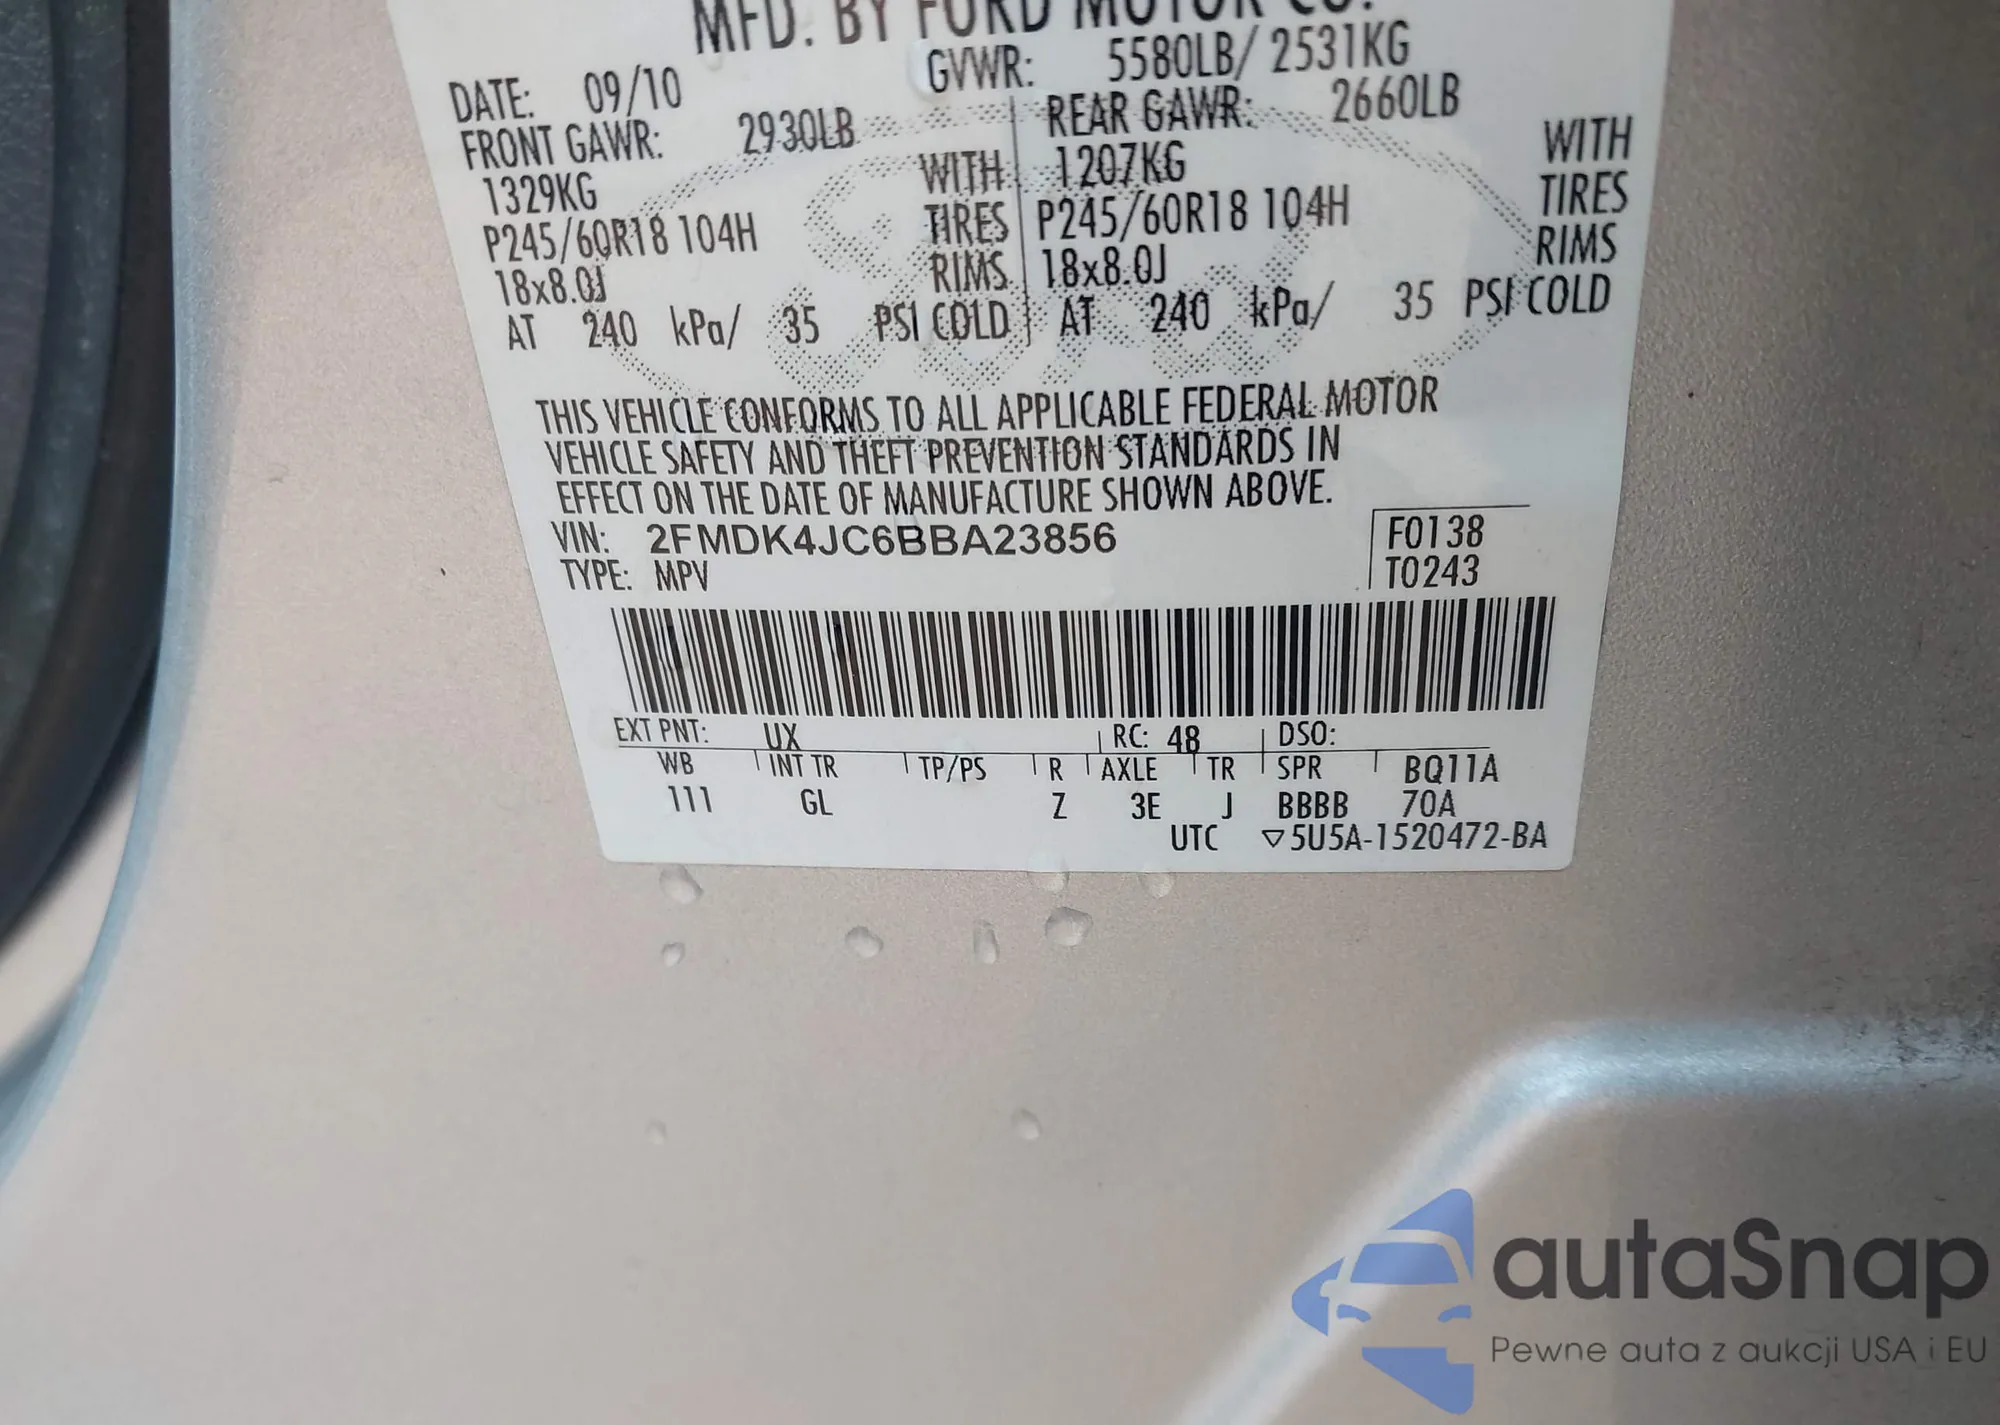 MFD. BY FORD MOTOR CO.
DATE: 09/10 GVWR: 5580LB/ 2531KG
FRONT GAWR: 2930LB REAR GAWR: 2660LB
1329KG WITH 1207KG WITH
P245/60R18 104H TIRES P245/60R18 104H TIRES
18x8.0J RIMS 18x8.0J RIMS
AT 240 kPa/ 35 PSI COLD AT 240 kPa/ 35 PSI COLD
THIS VEHICLE CONFORMS TO ALL APPLICABLE FEDERAL MOTOR
VEHICLE SAFETY AND THEFT PREVENTION STANDARDS IN
EFFECT ON THE DATE OF MANUFACTURE SHOWN ABOVE.
VIN: 2FMDK4JC6BBA23856 F0138
TYPE: MPV T0243
EXT PNT: UX RC: 48 DSO:
WB INT TR TP/PS R AXLE TR SPR BQ11A
111 GL Z 3E J BBBB 70A
UTC ▽5U5A-1520472-BA
autaSnap
Pewne auta z aukcji USA i EU